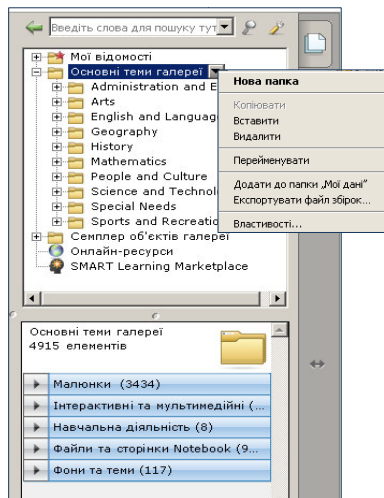 Введіть слова для пошуку тут
Мої відомості
Основні теми галереї
Administration and E
Arts
English and Languag
Geography
History
Mathematics
People and Culture
Science and Technol
Special Needs
Sports and Recreatio
Семплер об'єктів галереї
Онлайн-ресурси
SMART Learning Marketplace
Нова папка
Копіювати
Вставити
Видалити
Перейменувати
Додати до папки „Мої дані”
Експортувати файл збірок...
Властивості...
Основні теми галереї
4915 елементів
Малюнки (3434)
Інтерактивні та мультимедійні (...
Навчальна діяльність (8)
Файли та сторінки Notebook (9...
Фони та теми (117)